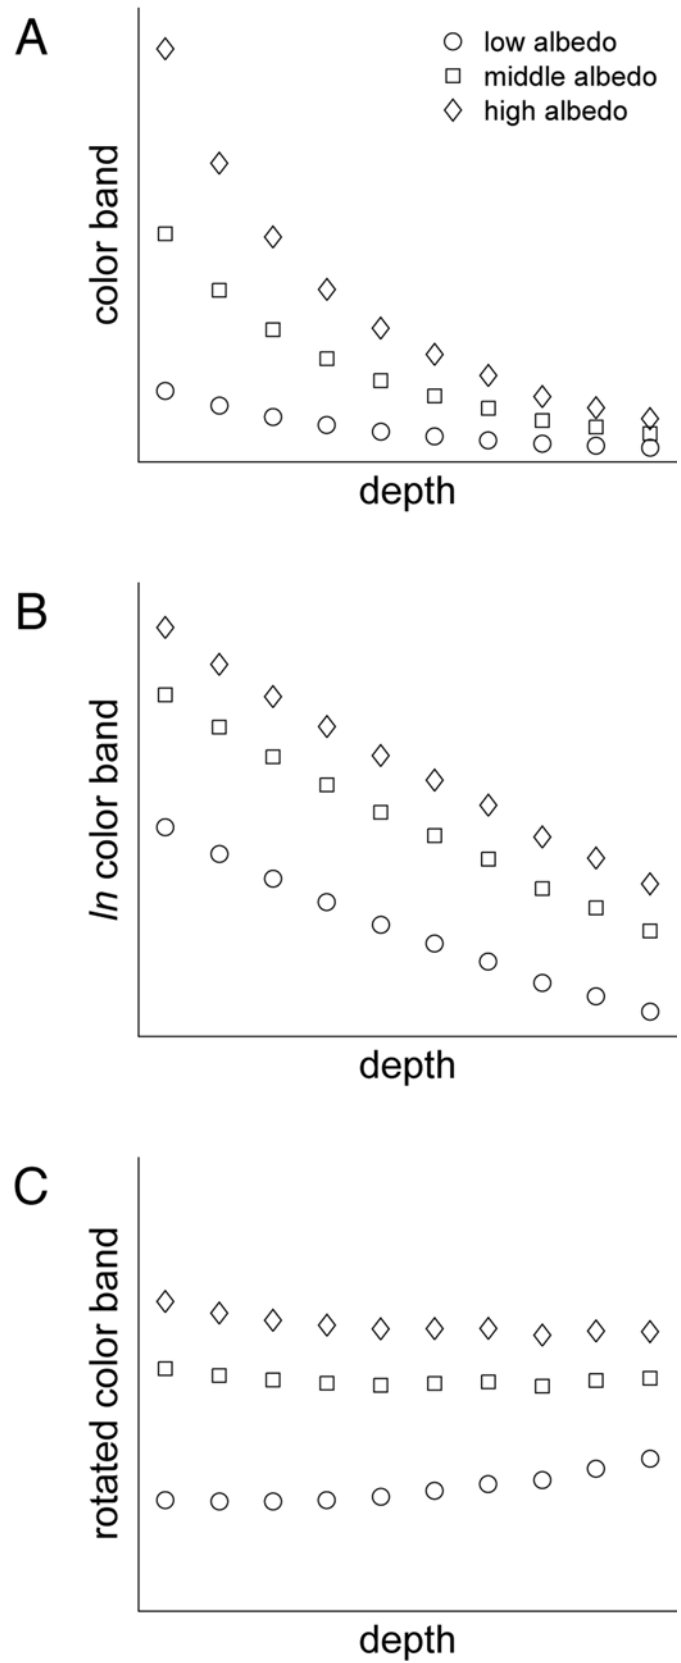 A
low albedo
middle albedo
high albedo
color band
depth
B
ln color band
depth
C
rotated color band
depth